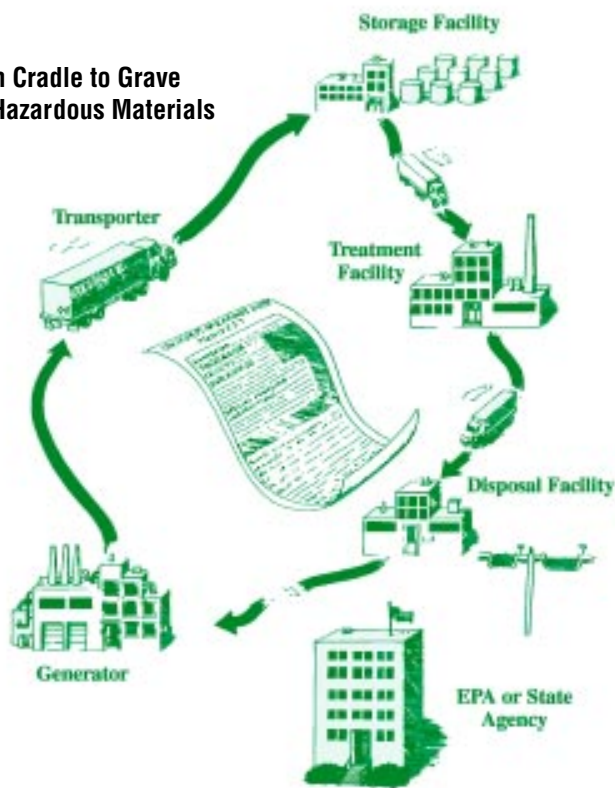 n Cradle to Grave
Hazardous Materials
Storage Facility
Transporter
Treatment
Facility
Disposal Facility
Generator
EPA or State
Agency